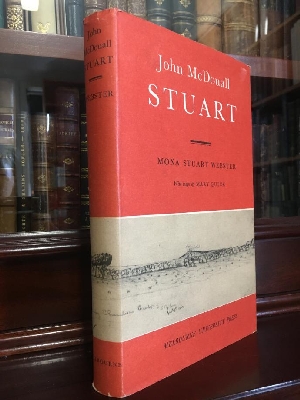 John McDouall
STUART
WEBSTER
John McDouall
STUART
MONA STUART WEBSTER
MELBOURNE UNIVERSITY PRESS